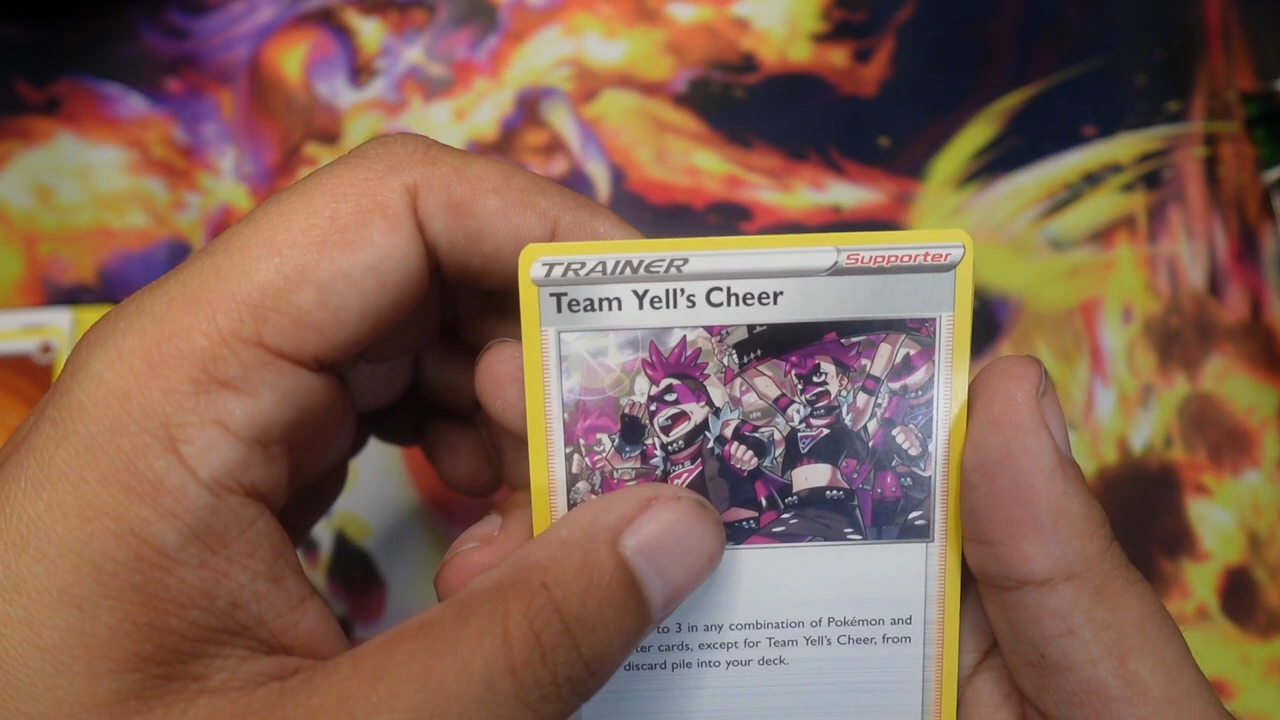 TRAINER Supporter
Team Yell's Cheer
to 3 in any combination of Pokémon and
cards, except for Team Yell's Cheer, from
discard pile into your deck.